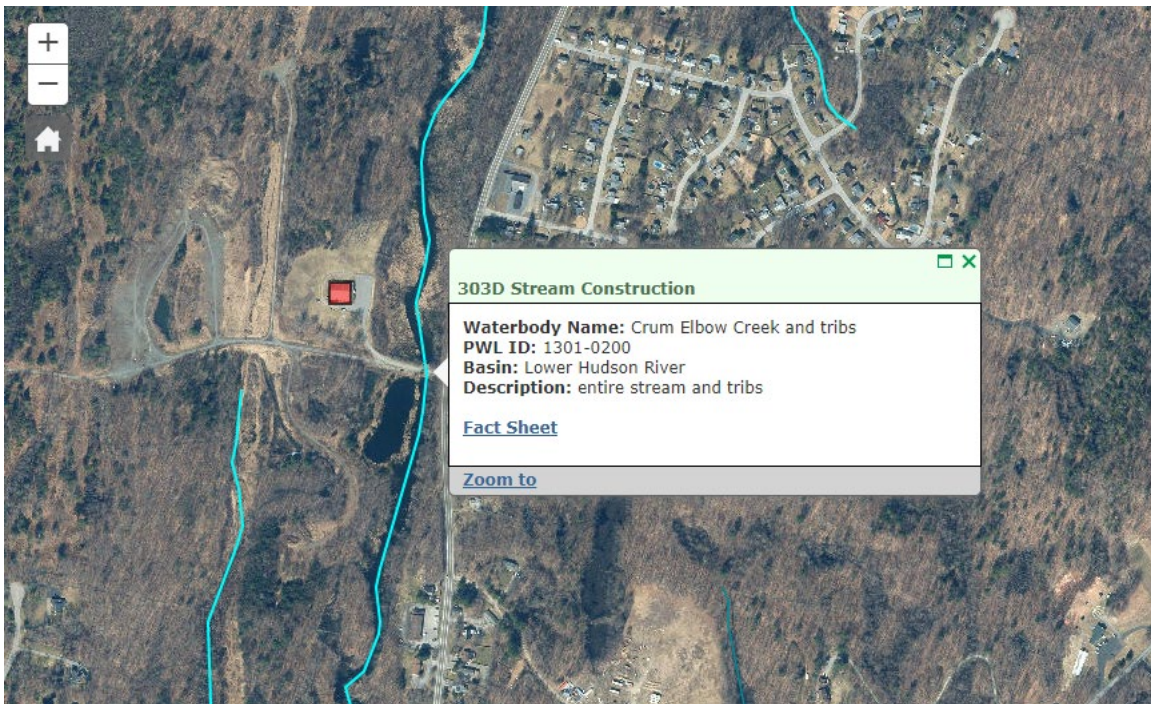 +
−
303D Stream Construction
Waterbody Name: Crum Elbow Creek and tribs
PWL ID: 1301-0200
Basin: Lower Hudson River
Description: entire stream and tribs
Fact Sheet
Zoom to